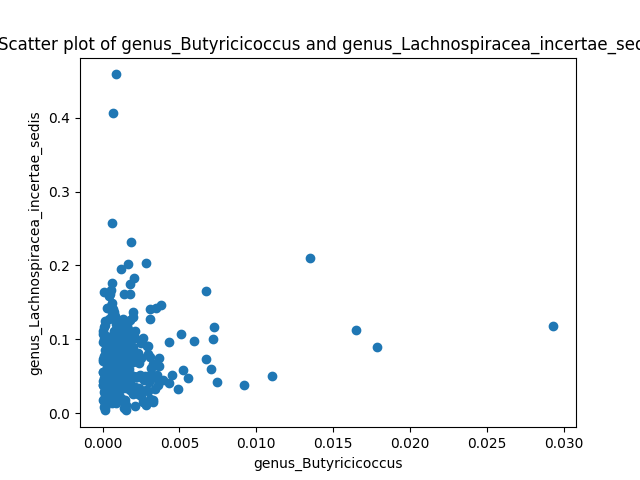 Scatter plot of genus_Butyricicoccus and genus_Lachnospiracea_incertae_sed
0.4
0.3
0.2
0.1
0.0
genus_Lachnospiracea_incertae_sedis
0.000 0.005 0.010 0.015 0.020 0.025 0.030
genus_Butyricicoccus